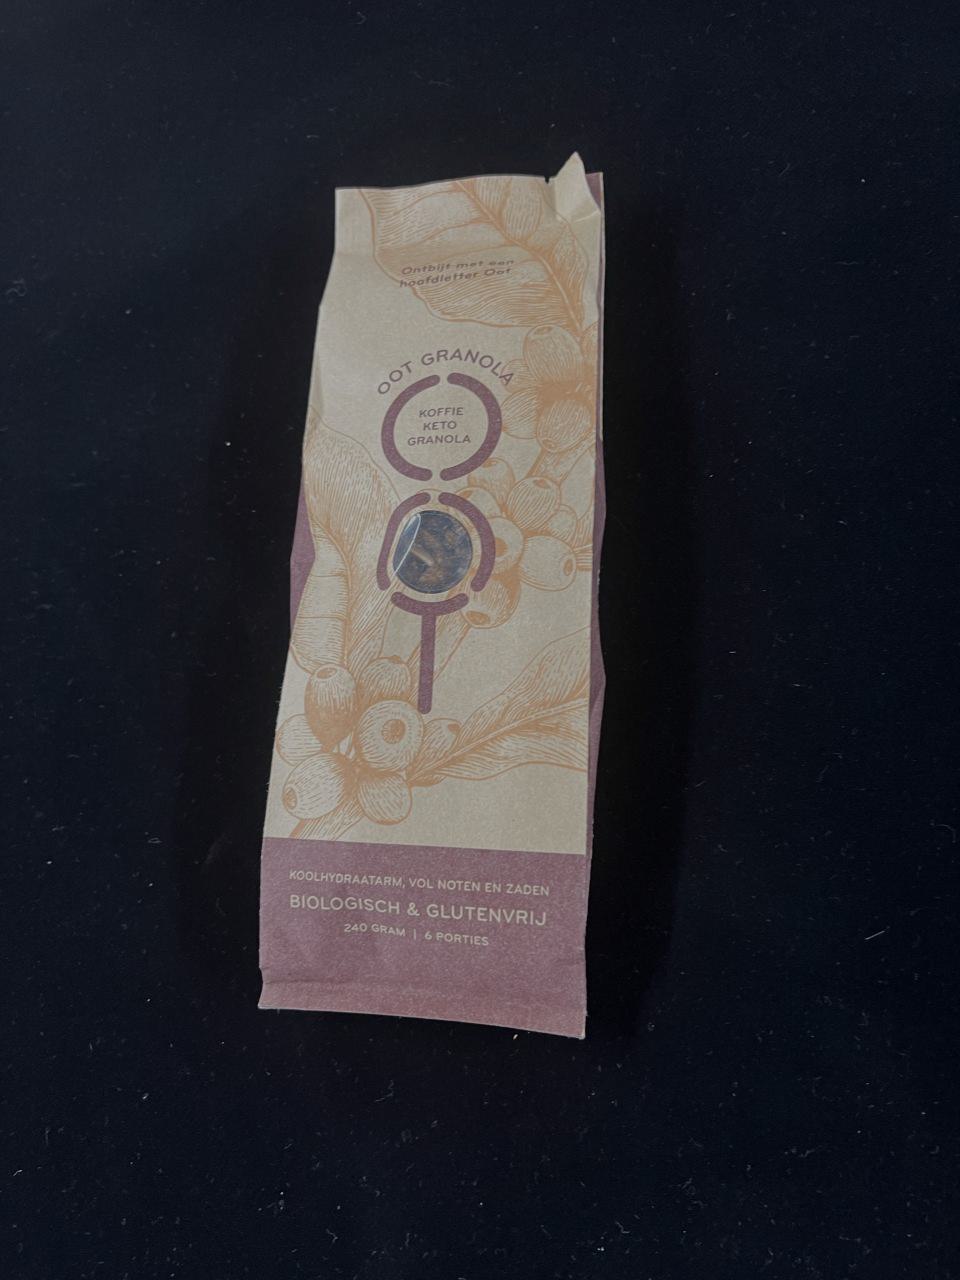 Ontbijt met een
hoofdletter Oot
OOT GRANOLA
KOFFIE
KETO
GRANOLA
KOOLHYDRAATARM, VOL NOTEN EN ZADEN
BIOLOGISCH & GLUTENVRIJ
240 GRAM | 6 PORTIES